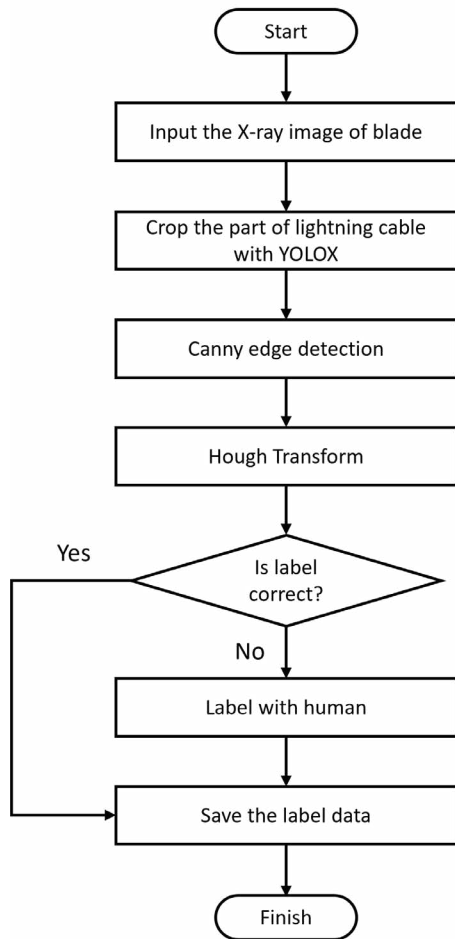 Start
Input the X-ray image of blade
Crop the part of lightning cable
with YOLOX
Canny edge detection
Hough Transform
Yes
Is label
correct?
No
Label with human
Save the label data
Finish